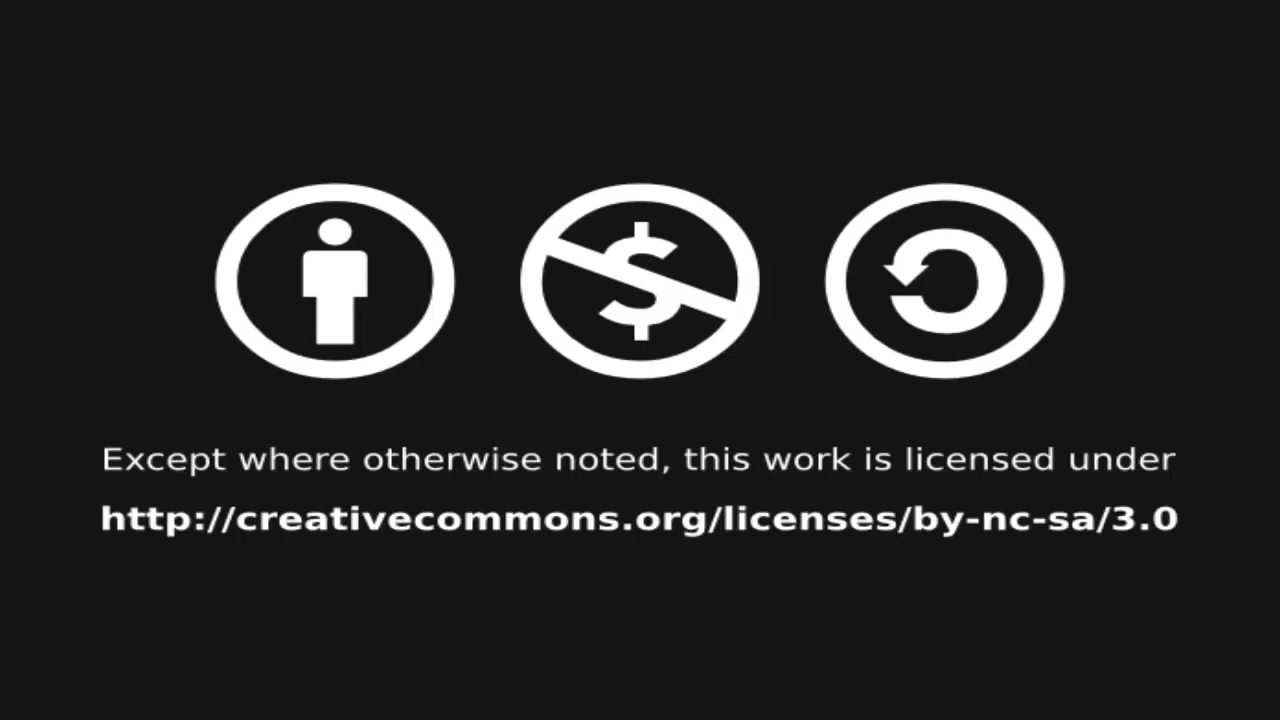 Except where otherwise noted, this work is licensed under
http://creativecommons.org/licenses/by-nc-sa/3.0